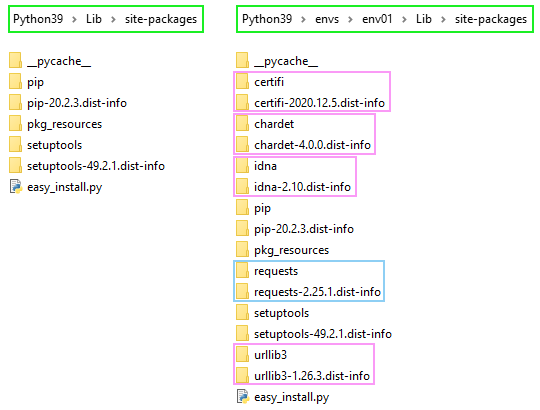 Python39 > Lib > site-packages
__pycache__
pip
pip-20.2.3.dist-info
pkg_resources
setuptools
setuptools-49.2.1.dist-info
easy_install.py
Python39 > envs > env01 > Lib > site-packages
__pycache__
certifi
certifi-2020.12.5.dist-info
chardet
chardet-4.0.0.dist-info
idna
idna-2.10.dist-info
pip
pip-20.2.3.dist-info
pkg_resources
requests
requests-2.25.1.dist-info
setuptools
setuptools-49.2.1.dist-info
urllib3
urllib3-1.26.3.dist-info
easy_install.py